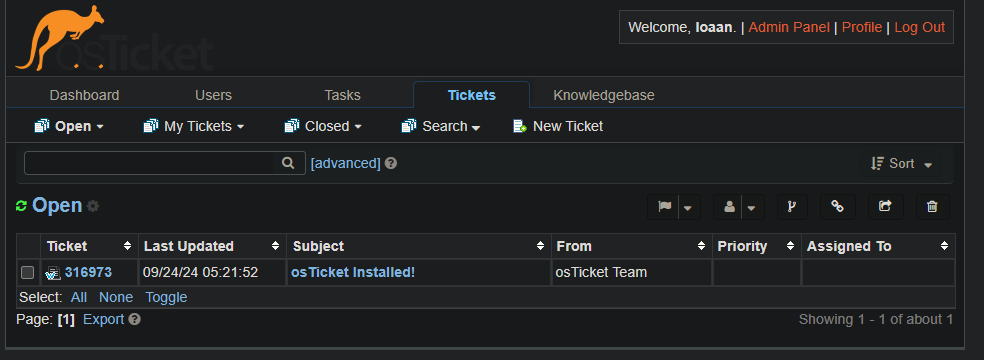 osTicket
Welcome, Ioaan. | Admin Panel | Profile | Log Out
Dashboard Users Tasks Tickets Knowledgebase
Open My Tickets Closed Search New Ticket
[advanced] Sort
Open
Ticket Last Updated Subject From Priority Assigned To
316973 09/24/24 05:21:52 osTicket Installed! osTicket Team
Select: All None Toggle
Page: [1] Export Showing 1 - 1 of about 1